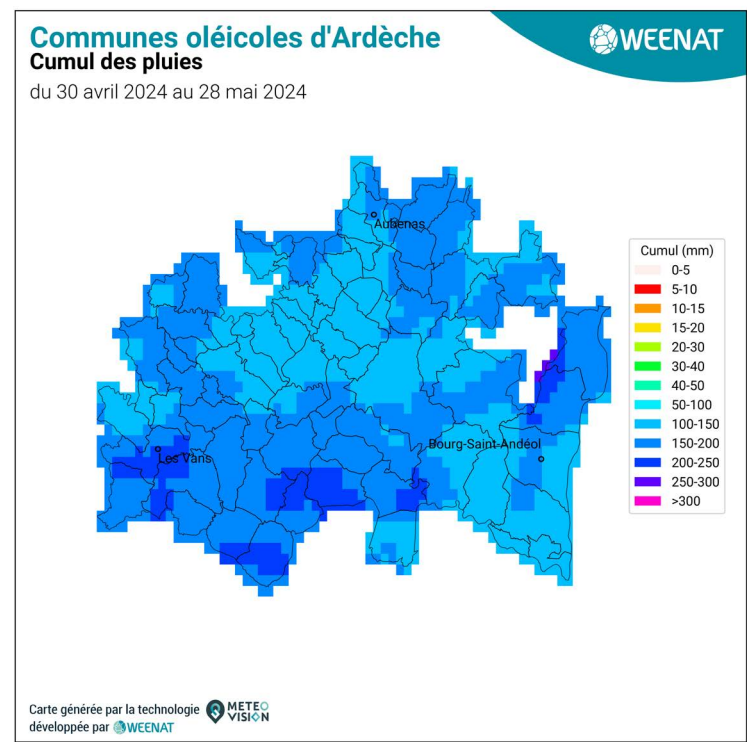 Communes oléicoles d'Ardèche
Cumul des pluies
du 30 avril 2024 au 28 mai 2024
WEENAT
Aubenas
Les Vans
Bourg-Saint-Andéol
Cumul (mm)
0-5
5-10
10-15
15-20
20-30
30-40
40-50
50-100
100-150
150-200
200-250
250-300
>300
Carte générée par la technologie METEO VISION
développée par WEENAT